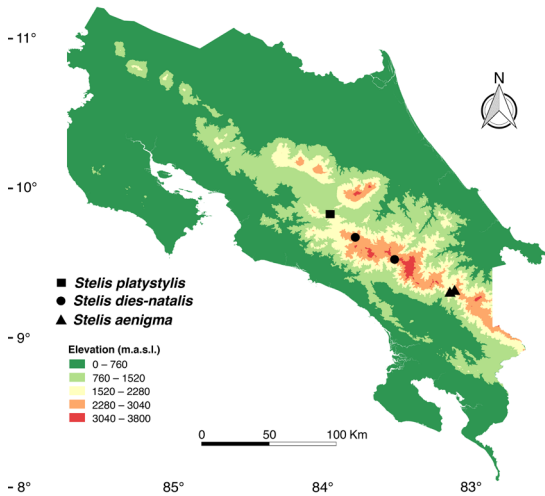 - 11°
N
- 10°
Stelis platystylis
Stelis dies-natalis
Stelis aenigma
- 9°
Elevation (m.a.s.l.)
0 – 760
760 – 1520
1520 – 2280
2280 – 3040
3040 – 3800
0 50 100 Km
- 8° 85° 84° 83°